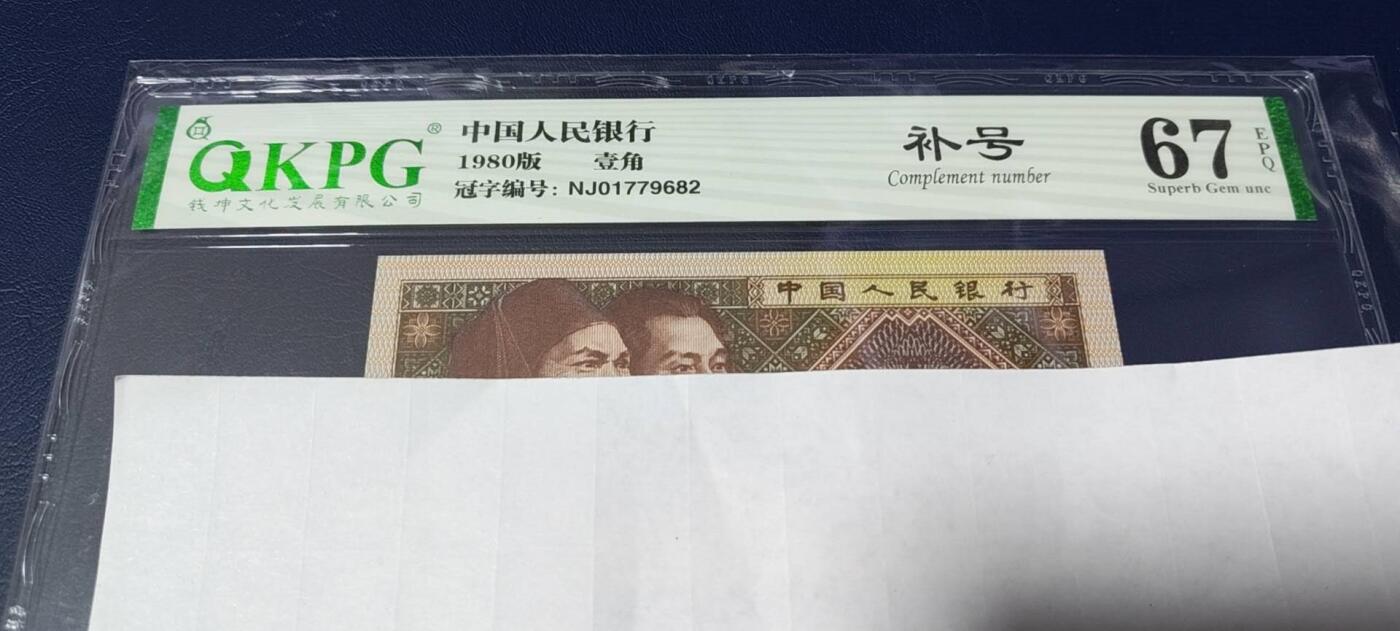 QKPG®
钱坤文化发展有限公司
中国人民银行
1980版 壹角
冠字编号: NJ01779682
补号
Complement number
67
EPQ
Superb Gem unc
中国人民银行